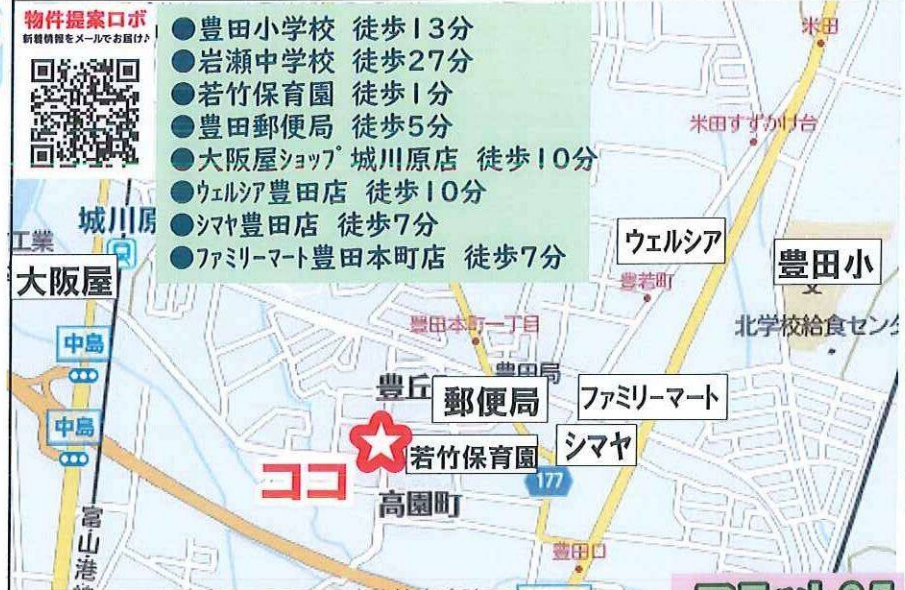 物件提案ロボ
新着情報をメールでお届け♪
●豊田小学校 徒歩13分
●岩瀬中学校 徒歩27分
●若竹保育園 徒歩1分
●豊田郵便局 徒歩5分
●大阪屋ショップ城川原店 徒歩10分
●ウェルシア豊田店 徒歩10分
●シマヤ豊田店 徒歩7分
●ファミリーマート豊田本町店 徒歩7分
米田
米田すずかけ台
城川原
工業
大阪屋
ウェルシア
豊若町
豊田小
文
北学校給食セン
豊田本町一丁目
中島
豊田局
豊丘
郵便局
ファミリーマート
中島
若竹保育園
シマヤ
ココ
高園町
177
富山港
豊田口